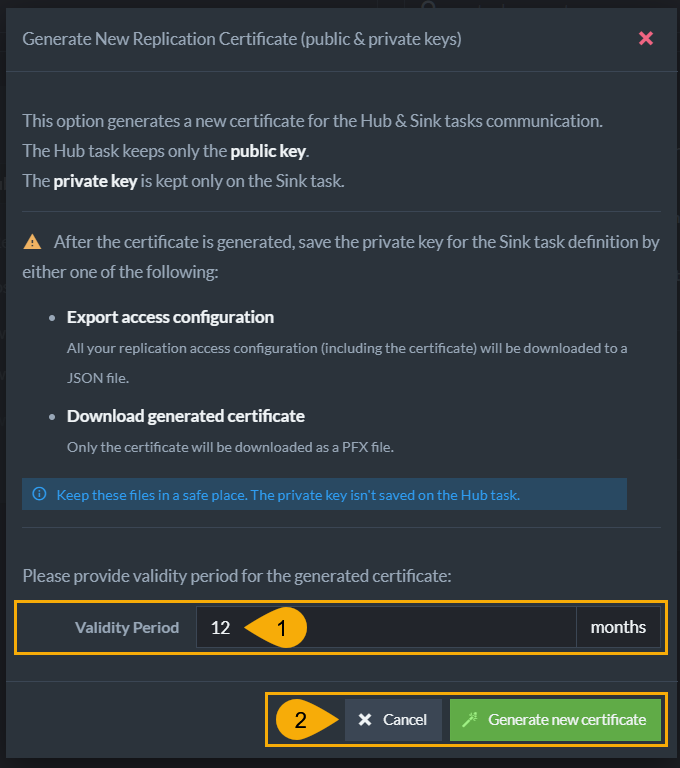 Generate New Replication Certificate (public & private keys)
This option generates a new certificate for the Hub & Sink tasks communication.
The Hub task keeps only the public key.
The private key is kept only on the Sink task.
After the certificate is generated, save the private key for the Sink task definition by
either one of the following:
Export access configuration
All your replication access configuration (including the certificate) will be downloaded to a
JSON file.
Download generated certificate
Only the certificate will be downloaded as a PFX file.
Keep these files in a safe place. The private key isn't saved on the Hub task.
Please provide validity period for the generated certificate:
Validity Period 12 1 months
2 Cancel Generate new certificate